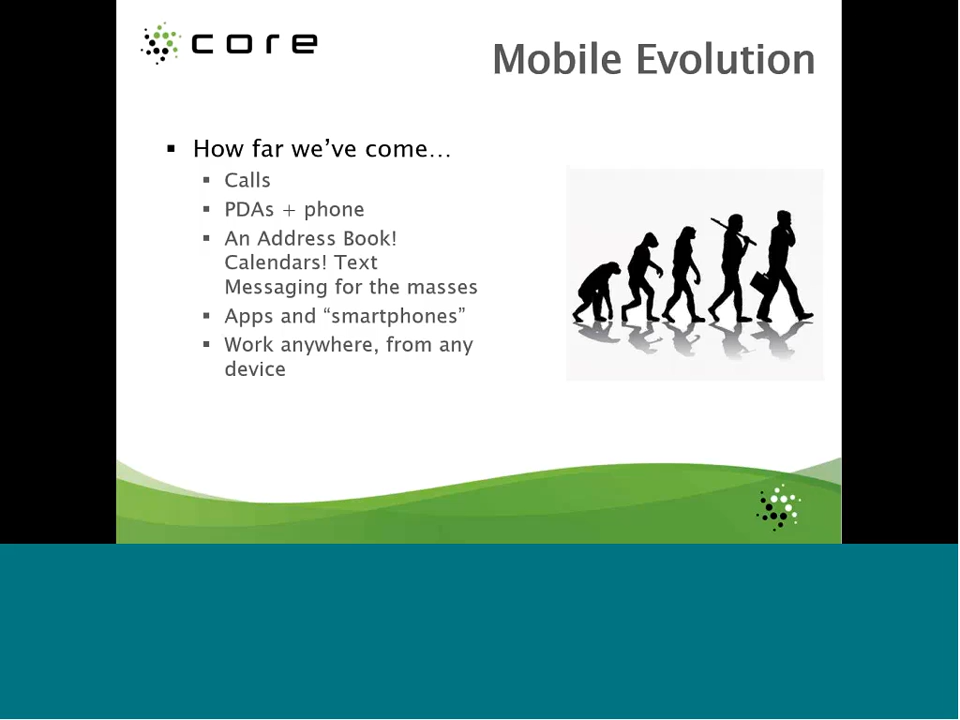 core
Mobile Evolution
▪ How far we’ve come…
▪ Calls
▪ PDAs + phone
▪ An Address Book!
Calendars! Text
Messaging for the masses
▪ Apps and “smartphones”
▪ Work anywhere, from any
device